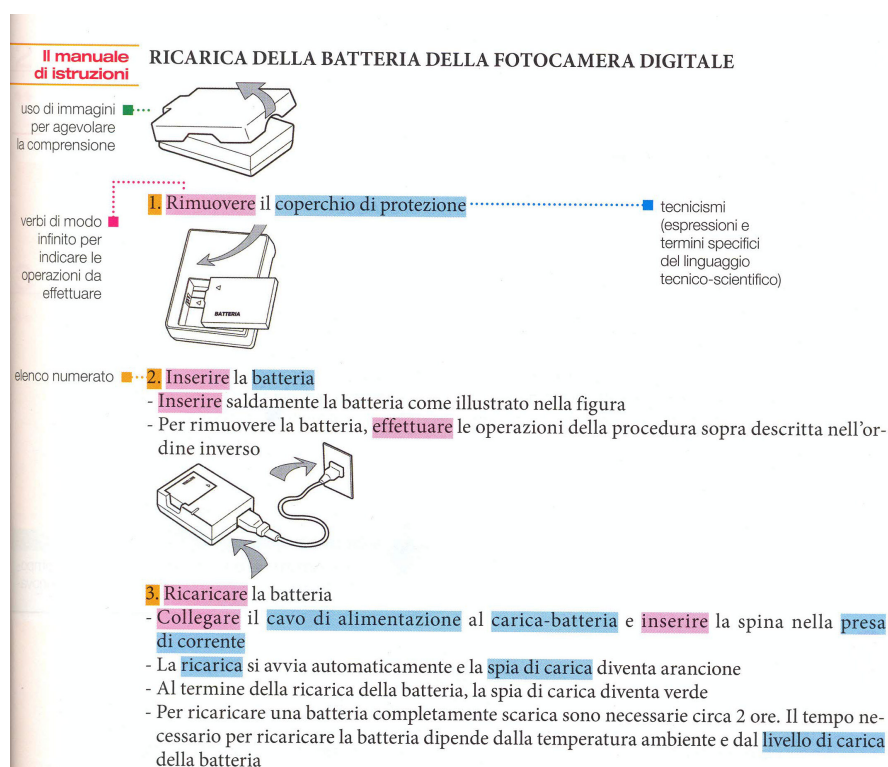 Il manuale
di istruzioni
RICARICA DELLA BATTERIA DELLA FOTOCAMERA DIGITALE
uso di immagini
per agevolare
la comprensione
1. Rimuovere il coperchio di protezione
verbi di modo
infinito per
indicare le
operazioni da
effettuare
tecnicismi
(espressioni e
termini specifici
del linguaggio
tecnico-scientifico)
BATTERIA
elenco numerato
2. Inserire la batteria
- Inserire saldamente la batteria come illustrato nella figura
- Per rimuovere la batteria, effettuare le operazioni della procedura sopra descritta nell'or-
dine inverso
3. Ricaricare la batteria
- Collegare il cavo di alimentazione al carica-batteria e inserire la spina nella presa
di corrente
- La ricarica si avvia automaticamente e la spia di carica diventa arancione
- Al termine della ricarica della batteria, la spia di carica diventa verde
- Per ricaricare una batteria completamente scarica sono necessarie circa 2 ore. Il tempo ne-
cessario per ricaricare la batteria dipende dalla temperatura ambiente e dal livello di carica
della batteria